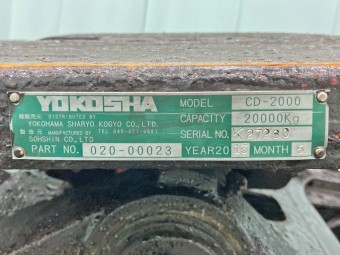 YOKOSHA
MODEL CD-2000
総販売元 DISTRIBUTED BY
YOKOHAMA SHARYO KOGYO CO., LTD.
CAPACITY 20000Kg
製造元 MANUFACTURED BY
SOHSHIN CO., LTD
SERIAL NO.
PART NO. 020-00023
YEAR20 MONTH